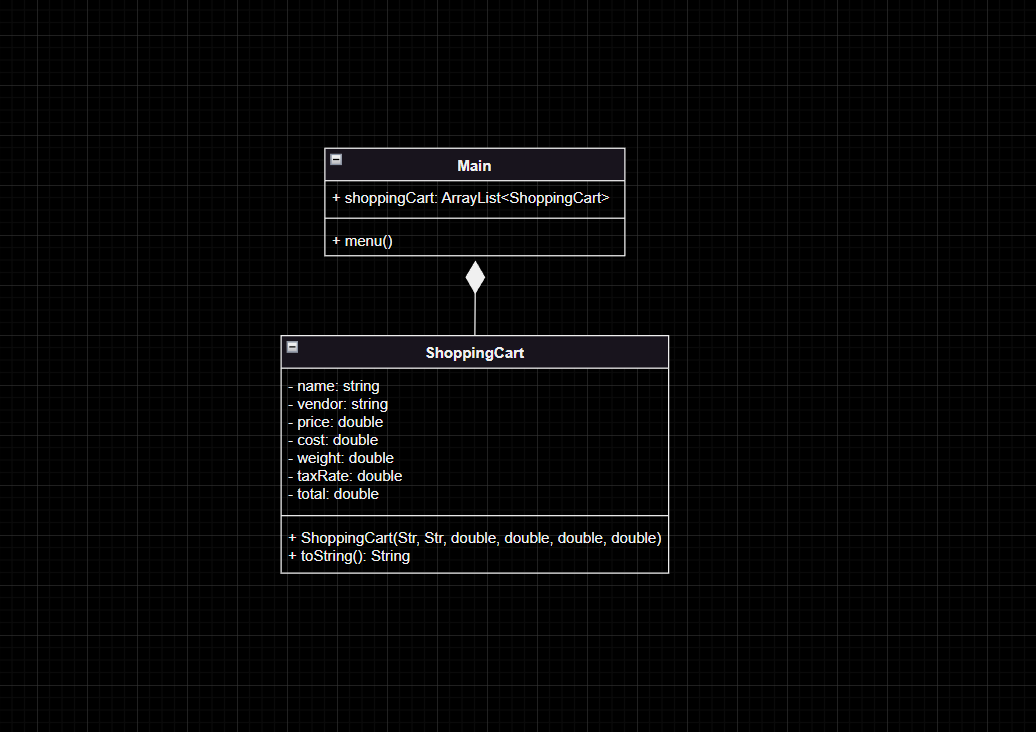 Main
+ shoppingCart: ArrayList<ShoppingCart>
+ menu()
ShoppingCart
- name: string
- vendor: string
- price: double
- cost: double
- weight: double
- taxRate: double
- total: double
+ ShoppingCart(Str, Str, double, double, double, double)
+ toString(): String